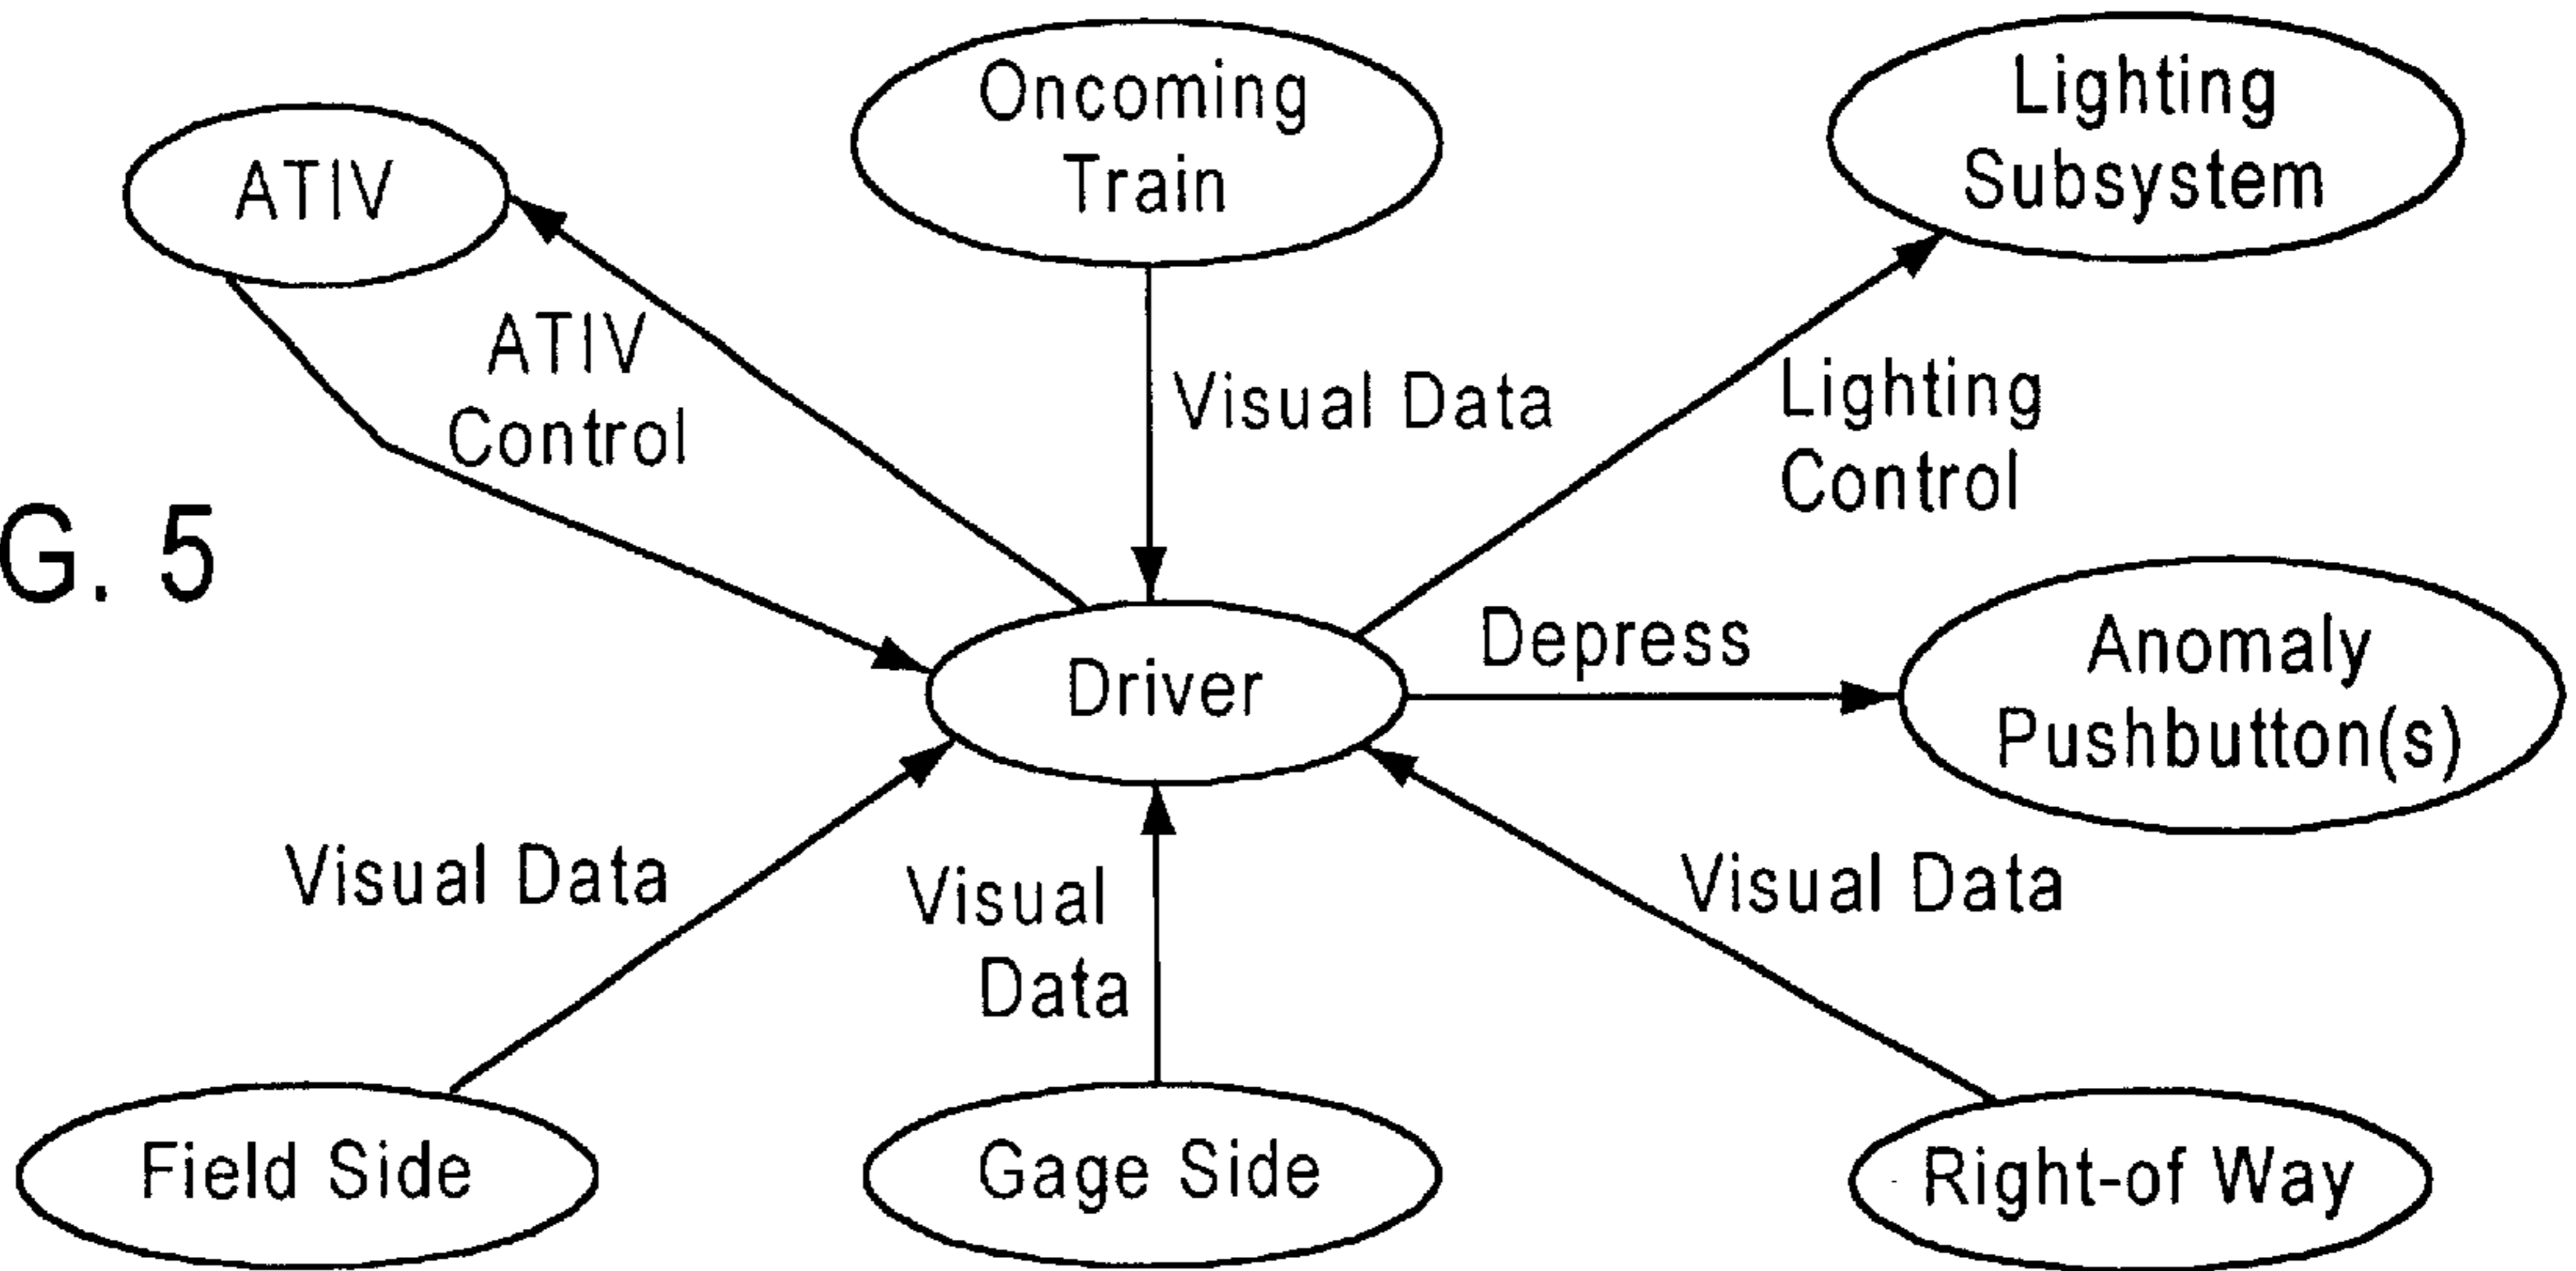 Oncoming
Train
Lighting
Subsystem
ATIV
ATIV
Control
Visual Data
Lighting
Control
G. 5
Depress
Driver
Anomaly
Pushbutton(s)
Visual Data
Visual
Data
Visual Data
Field Side
Gage Side
Right-of Way